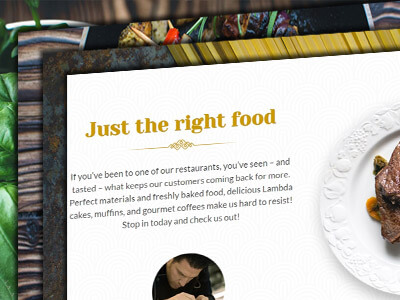 Just the right food
If you've been to one of our restaurants, you've seen – and
tasted – what keeps our customers coming back for more.
Perfect materials and freshly baked food, delicious Lambda
cakes, muffins, and gourmet coffees make us hard to resist!
Stop in today and check us out!